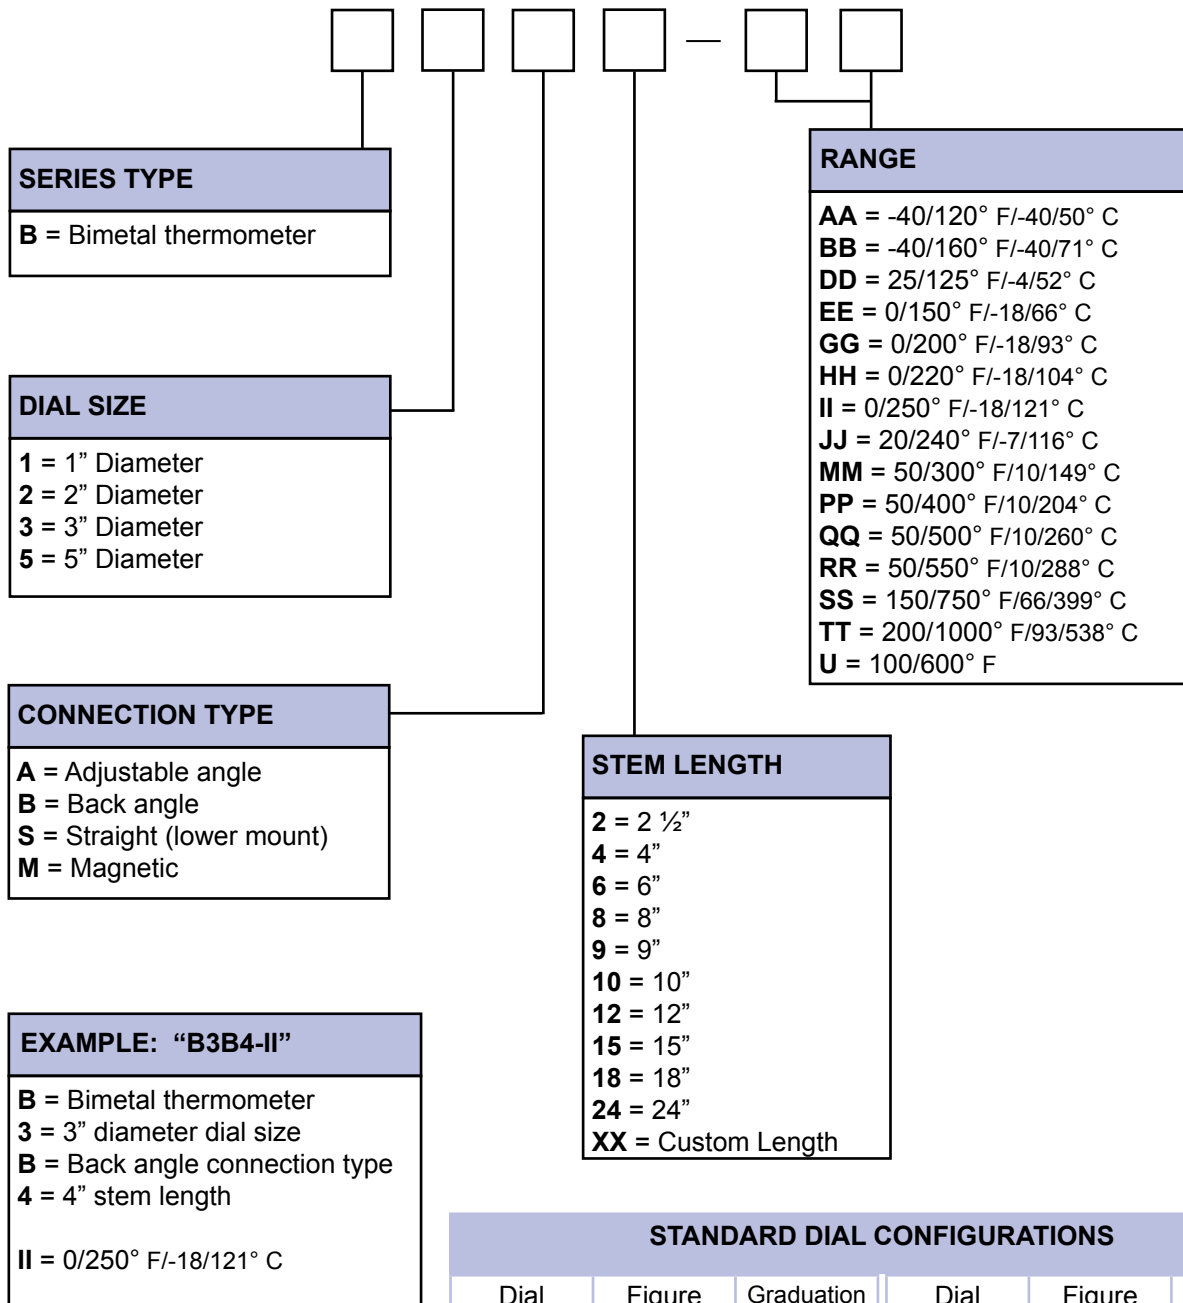 —
SERIES TYPE
B = Bimetal thermometer
DIAL SIZE
1 = 1” Diameter
2 = 2” Diameter
3 = 3” Diameter
5 = 5” Diameter
CONNECTION TYPE
A = Adjustable angle
B = Back angle
S = Straight (lower mount)
M = Magnetic
RANGE
AA = -40/120° F/-40/50° C
BB = -40/160° F/-40/71° C
DD = 25/125° F/-4/52° C
EE = 0/150° F/-18/66° C
GG = 0/200° F/-18/93° C
HH = 0/220° F/-18/104° C
II = 0/250° F/-18/121° C
JJ = 20/240° F/-7/116° C
MM = 50/300° F/10/149° C
PP = 50/400° F/10/204° C
QQ = 50/500° F/10/260° C
RR = 50/550° F/10/288° C
SS = 150/750° F/66/399° C
TT = 200/1000° F/93/538° C
U = 100/600° F
STEM LENGTH
2 = 2 ½”
4 = 4”
6 = 6”
8 = 8”
9 = 9”
10 = 10”
12 = 12”
15 = 15”
18 = 18”
24 = 24”
XX = Custom Length
EXAMPLE: “B3B4-II”
B = Bimetal thermometer
3 = 3” diameter dial size
B = Back angle connection type
4 = 4” stem length
II = 0/250° F/-18/121° C
STANDARD DIAL CONFIGURATIONS
Dial Figure Graduation Dial Figure